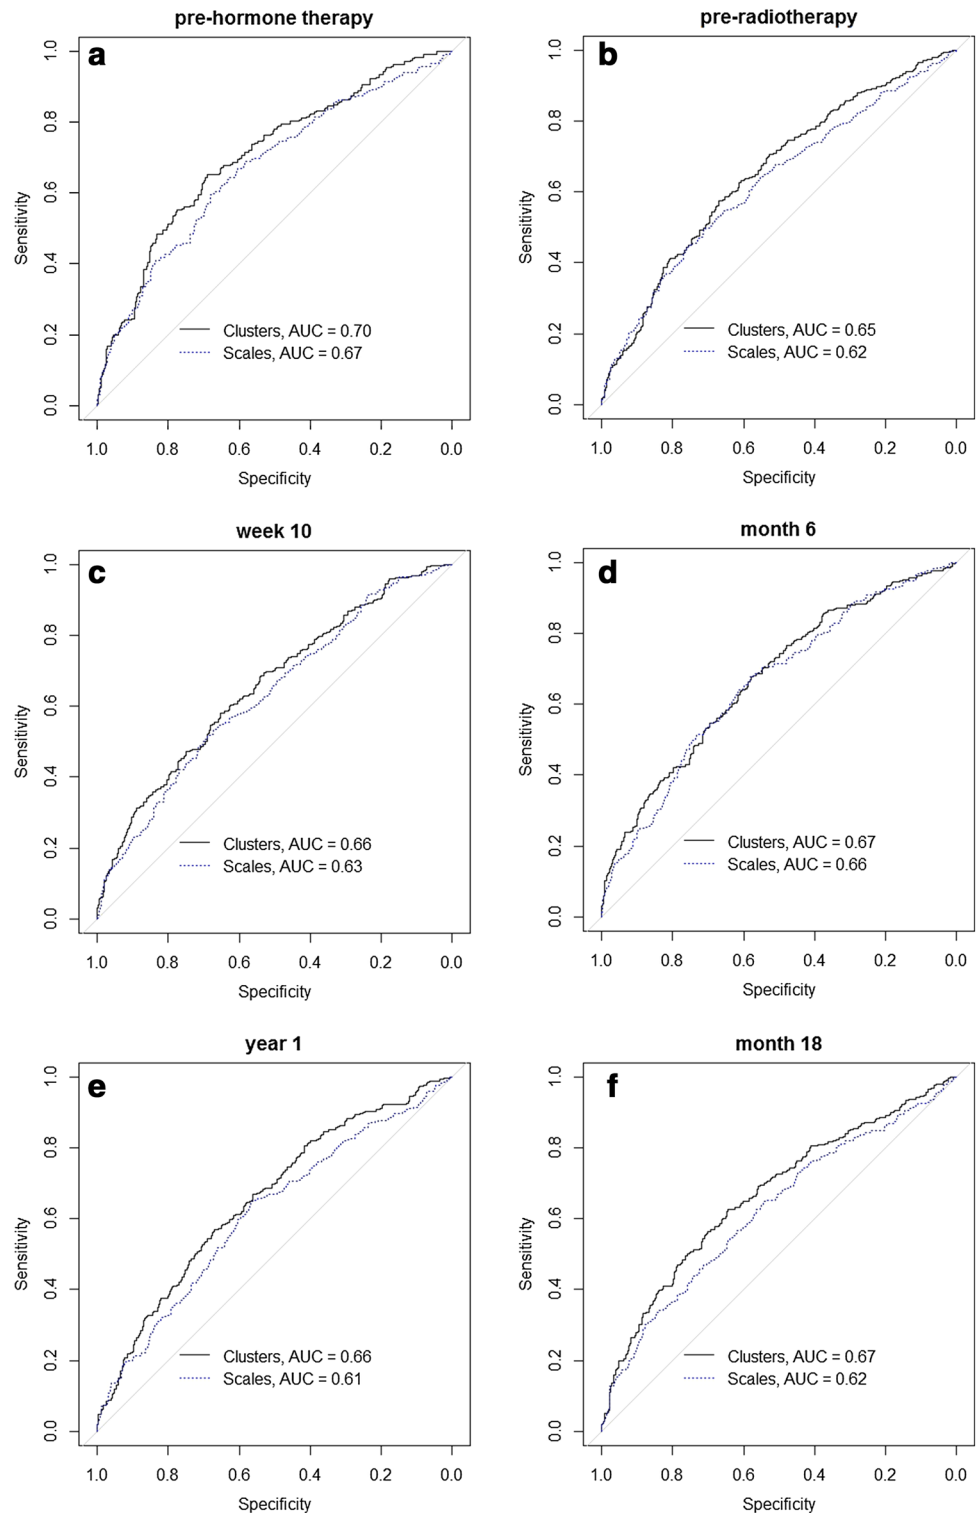 pre-hormone therapy
a
Sensitivity
0.0 0.2 0.4 0.6 0.8 1.0
Clusters, AUC = 0.70
Scales, AUC = 0.67
1.0 0.8 0.6 0.4 0.2 0.0
Specificity
pre-radiotherapy
b
Sensitivity
0.0 0.2 0.4 0.6 0.8 1.0
Clusters, AUC = 0.65
Scales, AUC = 0.62
1.0 0.8 0.6 0.4 0.2 0.0
Specificity
week 10
c
Sensitivity
0.0 0.2 0.4 0.6 0.8 1.0
Clusters, AUC = 0.66
Scales, AUC = 0.63
1.0 0.8 0.6 0.4 0.2 0.0
Specificity
month 6
d
Sensitivity
0.0 0.2 0.4 0.6 0.8 1.0
Clusters, AUC = 0.67
Scales, AUC = 0.66
1.0 0.8 0.6 0.4 0.2 0.0
Specificity
year 1
e
Sensitivity
0.0 0.2 0.4 0.6 0.8 1.0
Clusters, AUC = 0.66
Scales, AUC = 0.61
1.0 0.8 0.6 0.4 0.2 0.0
Specificity
month 18
f
Sensitivity
0.0 0.2 0.4 0.6 0.8 1.0
Clusters, AUC = 0.67
Scales, AUC = 0.62
1.0 0.8 0.6 0.4 0.2 0.0
Specificity